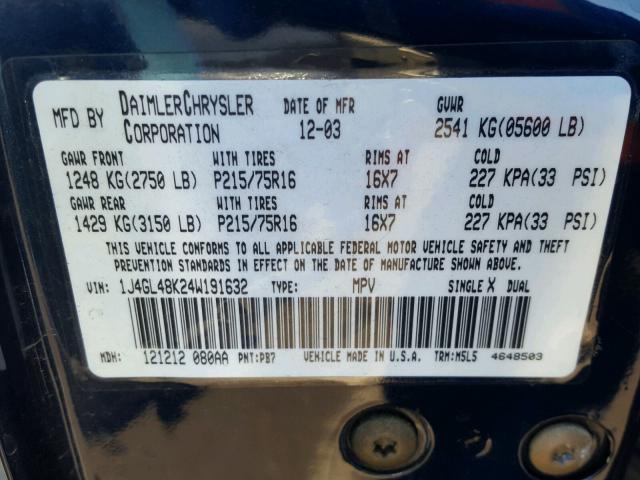 MFD BY DAIMLERCHRYSLER CORPORATION DATE OF MFR 12-03 GVWR 2541 KG(05600 LB)
GAWR FRONT WITH TIRES RIMS AT COLD
1248 KG(2750 LB) P215/75R16 16X7 227 KPA(33 PSI)
GAWR REAR WITH TIRES RIMS AT COLD
1429 KG(3150 LB) P215/75R16 16X7 227 KPA(33 PSI)
THIS VEHICLE CONFORMS TO ALL APPLICABLE FEDERAL MOTOR VEHICLE SAFETY AND THEFT
PREVENTION STANDARDS IN EFFECT ON THE DATE OF MANUFACTURE SHOWN ABOVE.
VIN: 1J4GL48K24W191632 TYPE: MPV SINGLE X DUAL
MDH: 121212 080AA PNT:PB7 VEHICLE MADE IN U.S.A. TRM:MSL5 4648503